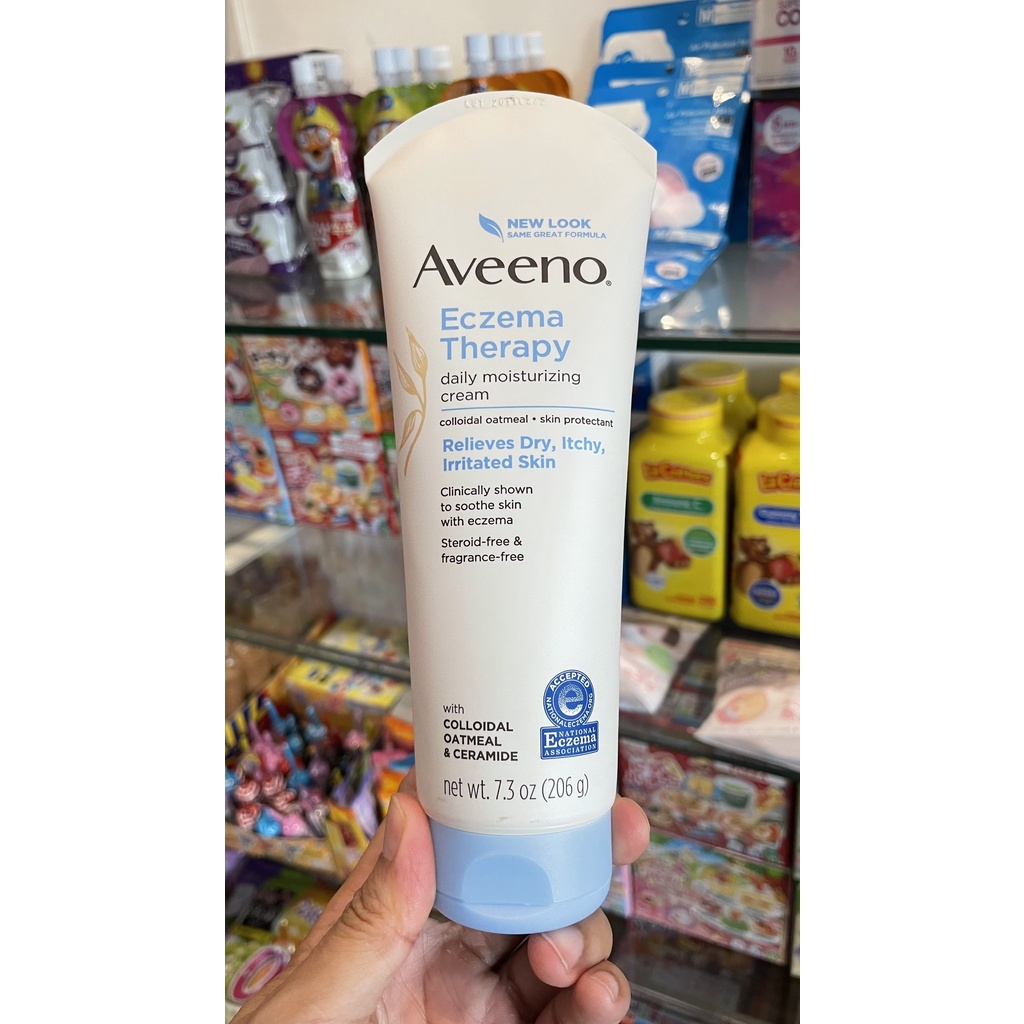 NEW LOOK
SAME GREAT FORMULA
Aveeno®
Eczema
Therapy
daily moisturizing
cream
colloidal oatmeal • skin protectant
Relieves Dry, Itchy,
Irritated Skin
Clinically shown
to soothe skin
with eczema
Steroid-free &
fragrance-free
with
COLLOIDAL
OATMEAL
& CERAMIDE
ACCEPTED
NATIONALECZEMA.ORG
NATIONAL
Eczema
ASSOCIATION
net wt. 7.3 oz (206 g)